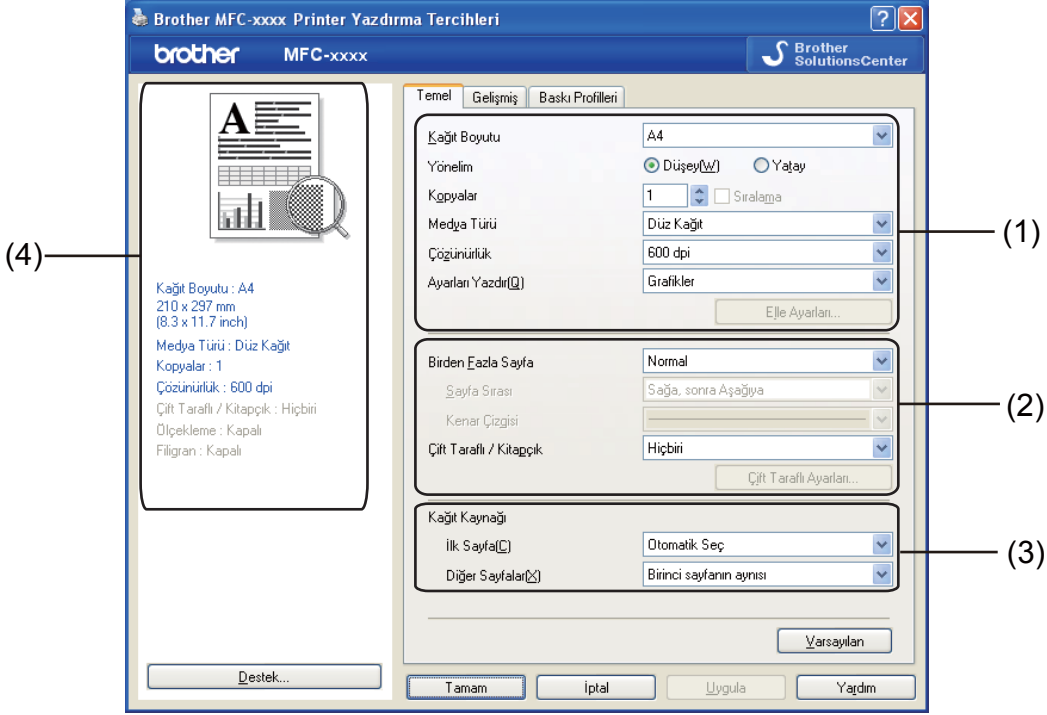 Brother MFC-xxxx Printer Yazdırma Tercihleri
brother MFC-xxxx
Brother
SolutionsCenter
Temel Gelişmiş Baskı Profilleri
A
Kağıt Boyutu : A4
210 x 297 mm
(8.3 x 11.7 inch)
Medya Türü : Düz Kağıt
Kopyalar : 1
Çözünürlük : 600 dpi
Çift Taraflı / Kitapçık : Hiçbiri
Ölçekleme : Kapalı
Filigran : Kapalı
(4)
Destek...
Kağıt Boyutu A4
Yönelim Düşey(W) Yatay
Kopyalar 1 Sıralama
Medya Türü Düz Kağıt
Çözünürlük 600 dpi
Ayarları Yazdır(Q) Grafikler
Elle Ayarları...
(1)
Birden Fazla Sayfa Normal
Sayfa Sırası Sağa, sonra Aşağıya
Kenar Çizgisi
Çift Taraflı / Kitapçık Hiçbiri
Çift Taraflı Ayarları...
(2)
Kağıt Kaynağı
İlk Sayfa(C) Otomatik Seç
Diğer Sayfalar(X) Birinci sayfanın aynısı
(3)
Varsayılan
Tamam İptal Uygula Yardım